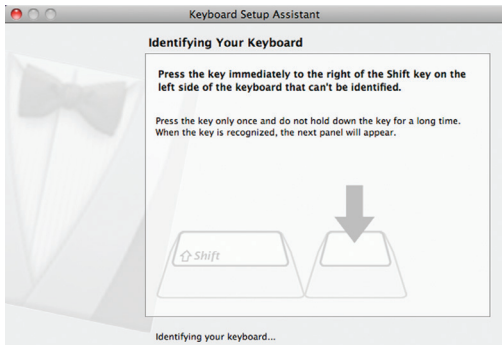 Keyboard Setup Assistant
Identifying Your Keyboard
Press the key immediately to the right of the Shift key on the
left side of the keyboard that can't be identified.
Press the key only once and do not hold down the key for a long time.
When the key is recognized, the next panel will appear.
⇧ Shift
Identifying your keyboard...